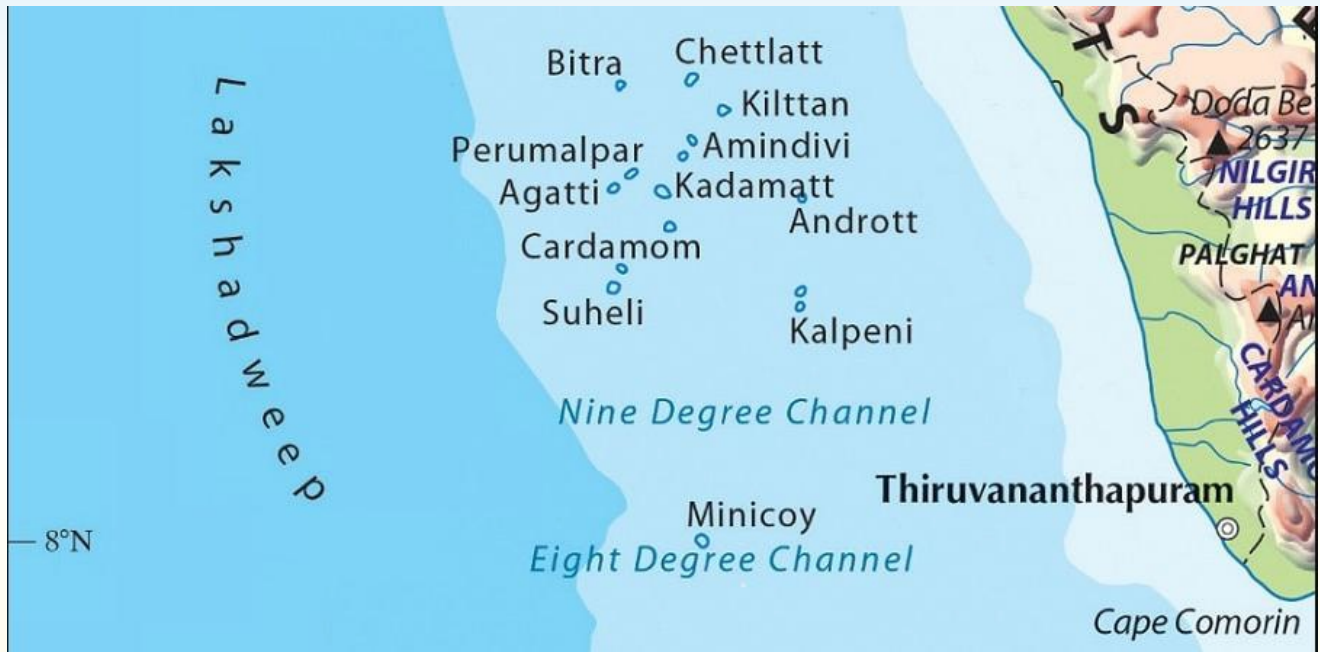 Lakshadweep
Bitra
Chettlatt
Kilttan
Perumalpar
Amindivi
Agatti
Kadamatt
Andrott
Cardamom
Suheli
Kalpeni
Nine Degree Channel
Minicoy
Eight Degree Channel
8°N
Thiruvananthapuram
Cape Comorin
T
S
Doda Be
2637
NILGIR
HILLS
PALGHAT
AN
CARDAMO
HILLS